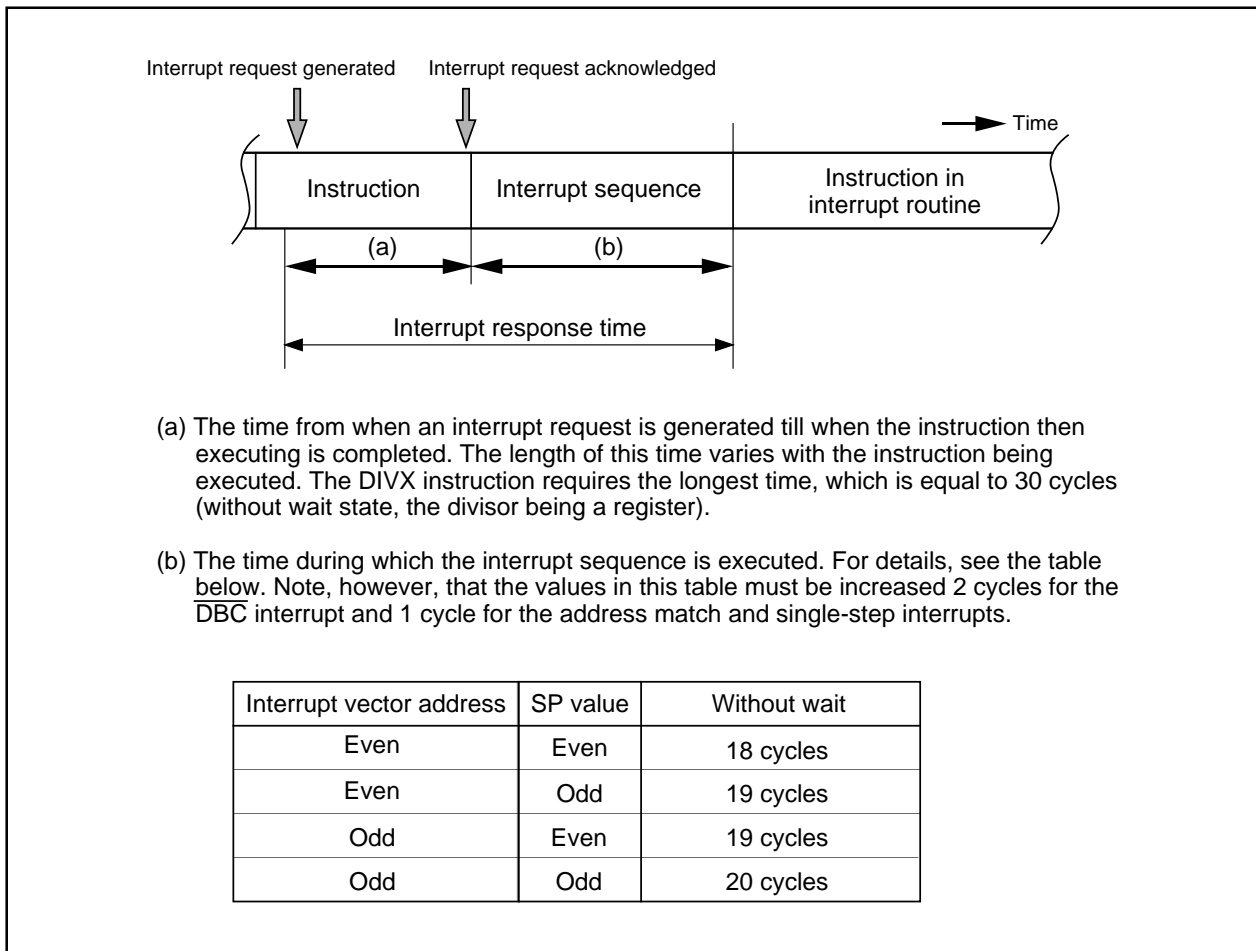 Interrupt request generated
Interrupt request acknowledged
Time
Instruction
Interrupt sequence
Instruction in
interrupt routine
(a)
(b)
Interrupt response time
(a) The time from when an interrupt request is generated till when the instruction then
executing is completed. The length of this time varies with the instruction being
executed. The DIVX instruction requires the longest time, which is equal to 30 cycles
(without wait state, the divisor being a register).
(b) The time during which the interrupt sequence is executed. For details, see the table
below. Note, however, that the values in this table must be increased 2 cycles for the
DBC interrupt and 1 cycle for the address match and single-step interrupts.
Interrupt vector address SP value Without wait
Even Even 18 cycles
Even Odd 19 cycles
Odd Even 19 cycles
Odd Odd 20 cycles